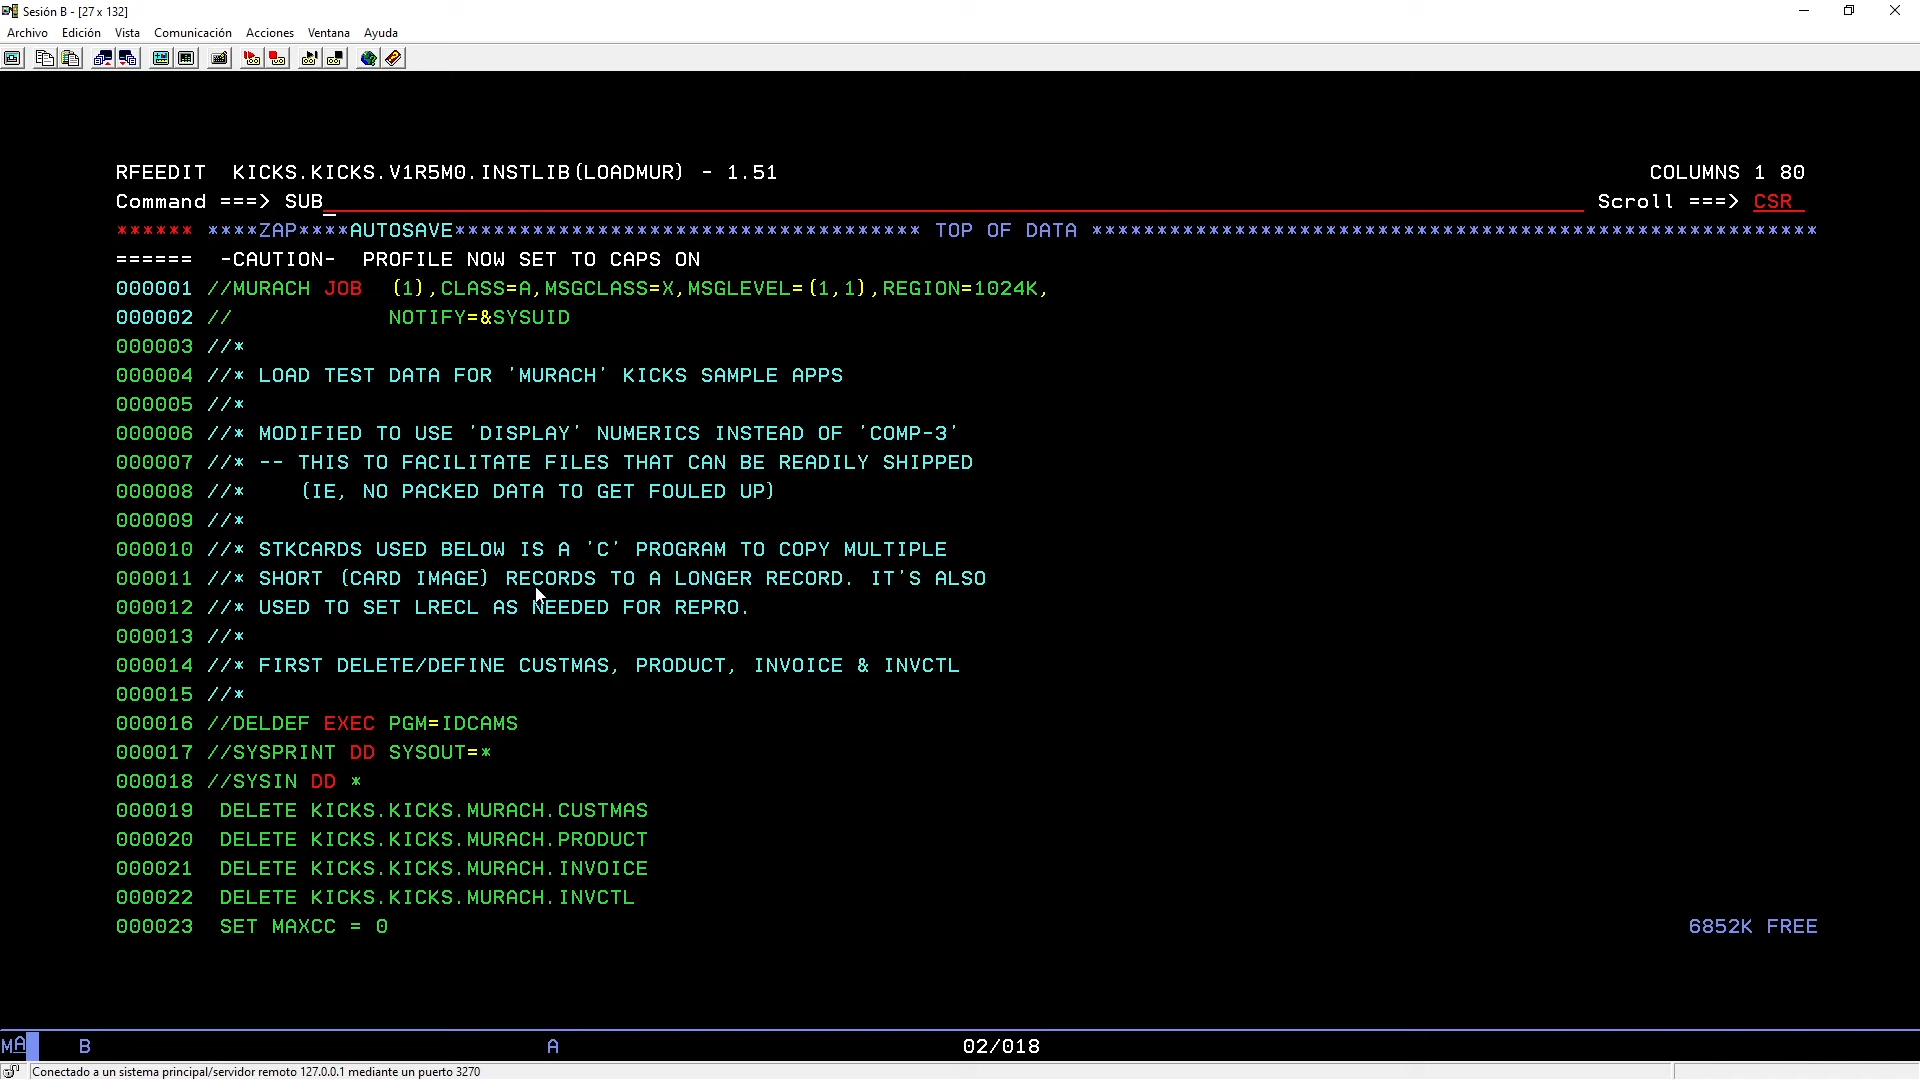 Sesión B - [27 x 132]
Archivo Edición Vista Comunicación Acciones Ventana Ayuda
RFEEDIT KICKS.KICKS.V1R5M0.INSTLIB(LOADMUR) - 1.51 COLUMNS 1 80
Command ===> SUB Scroll ===> CSR
****** ****ZAP****AUTOSAVE************************************ TOP OF DATA ********************************************************
====== -CAUTION- PROFILE NOW SET TO CAPS ON
000001 //MURACH JOB (1),CLASS=A,MSGCLASS=X,MSGLEVEL=(1,1),REGION=1024K,
000002 // NOTIFY=&SYSUID
000003 //*
000004 //* LOAD TEST DATA FOR 'MURACH' KICKS SAMPLE APPS
000005 //*
000006 //* MODIFIED TO USE 'DISPLAY' NUMERICS INSTEAD OF 'COMP-3'
000007 //* -- THIS TO FACILITATE FILES THAT CAN BE READILY SHIPPED
000008 //* (IE, NO PACKED DATA TO GET FOULED UP)
000009 //*
000010 //* STKCARDS USED BELOW IS A 'C' PROGRAM TO COPY MULTIPLE
000011 //* SHORT (CARD IMAGE) RECORDS TO A LONGER RECORD. IT'S ALSO
000012 //* USED TO SET LRECL AS NEEDED FOR REPRO.
000013 //*
000014 //* FIRST DELETE/DEFINE CUSTMAS, PRODUCT, INVOICE & INVCTL
000015 //*
000016 //DELDEF EXEC PGM=IDCAMS
000017 //SYSPRINT DD SYSOUT=*
000018 //SYSIN DD *
000019 DELETE KICKS.KICKS.MURACH.CUSTMAS
000020 DELETE KICKS.KICKS.MURACH.PRODUCT
000021 DELETE KICKS.KICKS.MURACH.INVOICE
000022 DELETE KICKS.KICKS.MURACH.INVCTL
000023 SET MAXCC = 0 6852K FREE
MA B A 02/018
Conectado a un sistema principal/servidor remoto 127.0.0.1 mediante un puerto 3270